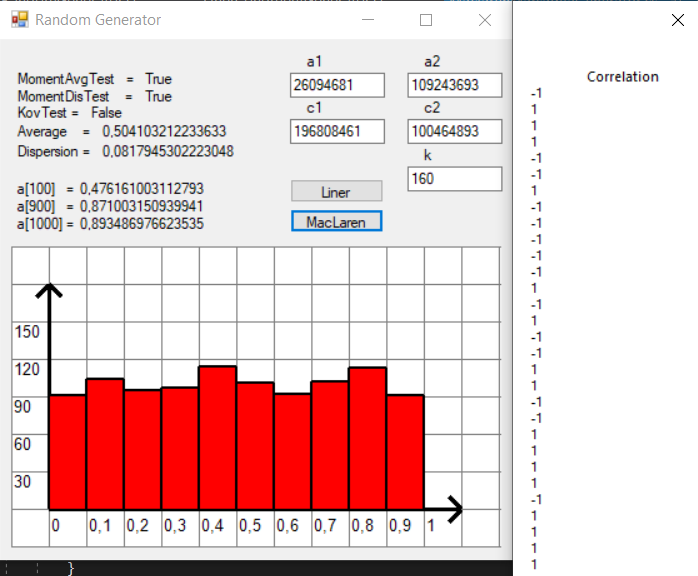 Random Generator
MomentAvgTest = True
MomentDisTest = True
KovTest = False
Average = 0,504103212233633
Dispersion = 0,0817945302223048
a[100] = 0,476161003112793
a[900] = 0,871003150939941
a[1000] = 0,893486976623535
a1
26094681
a2
109243693
c1
196808461
c2
100464893
k
160
Liner
MacLaren
150
120
90
60
30
0 0,1 0,2 0,3 0,4 0,5 0,6 0,7 0,8 0,9 1
}
Correlation
-1
1
1
1
-1
-1
1
-1
-1
-1
-1
-1
1
-1
1
-1
-1
1
1
-1
-1
1
1
1
1
-1
1
1
1
1